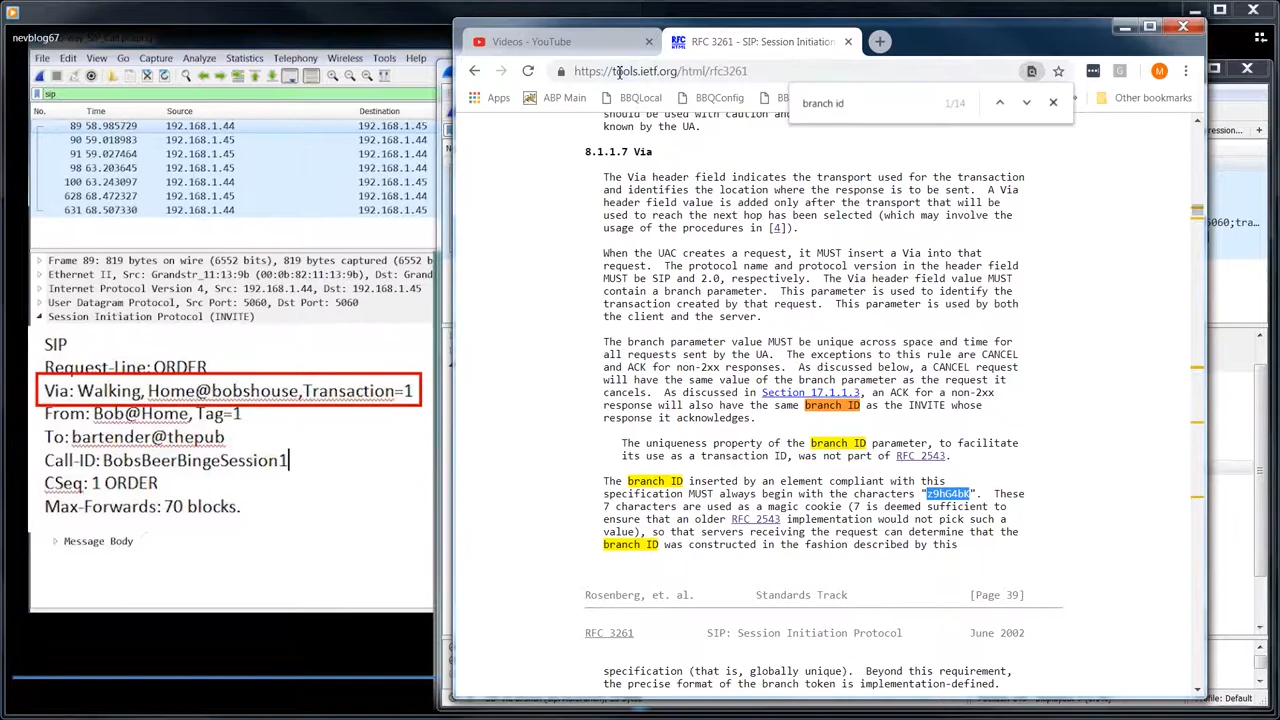 nevblog67
File Edit View Go Capture Analyze Statistics Telephony Tools
sip
No. Time Source Destination
89 58.985729 192.168.1.44 192.168.1.45
90 59.018983 192.168.1.45 192.168.1.44
91 59.027464 192.168.1.45 192.168.1.44
98 63.203645 192.168.1.45 192.168.1.44
100 63.243097 192.168.1.44 192.168.1.45
628 68.472327 192.168.1.45 192.168.1.44
631 68.507330 192.168.1.44 192.168.1.45
Frame 89: 819 bytes on wire (6552 bits), 819 bytes captured (6552
Ethernet II, Src: Grandstr_11:13:9b (00:0b:82:11:13:9b), Dst: Grand
Internet Protocol Version 4, Src: 192.168.1.44, Dst: 192.168.1.45
User Datagram Protocol, Src Port: 5060, Dst Port: 5060
Session Initiation Protocol (INVITE)
SIP
Request-Line: ORDER
Via: Walking, Home@bobshouse,Transaction=1
From: Bob@Home, Tag=1
To: bartender@thepub
Call-ID: BobsBeerBingeSession1
CSeq: 1 ORDER
Max-Forwards: 70 blocks.
Message Body
Videos - YouTube
RFC 3261 - SIP: Session Initiation
https://tools.ietf.org/html/rfc3261
G
M
Apps ABP Main BBQLocal BBQConfig Other bookmarks
branch id 1/14
should be used with caution and
known by the UA.
8.1.1.7 Via
The Via header field indicates the transport used for the transaction
and identifies the location where the response is to be sent. A Via
header field value is added only after the transport that will be
used to reach the next hop has been selected (which may involve the
usage of the procedures in [4]).
When the UAC creates a request, it MUST insert a Via into that
request. The protocol name and protocol version in the header field
MUST be SIP and 2.0, respectively. The Via header field value MUST
contain a branch parameter. This parameter is used to identify the
transaction created by that request. This parameter is used by both
the client and the server.
The branch parameter value MUST be unique across space and time for
all requests sent by the UA. The exceptions to this rule are CANCEL
and ACK for non-2xx responses. As discussed below, a CANCEL request
will have the same value of the branch parameter as the request it
cancels. As discussed in Section 17.1.1.3, an ACK for a non-2xx
response will also have the same branch ID as the INVITE whose
response it acknowledges.
The uniqueness property of the branch ID parameter, to facilitate
its use as a transaction ID, was not part of RFC 2543.
The branch ID inserted by an element compliant with this
specification MUST always begin with the characters "z9hG4bK". These
7 characters are used as a magic cookie (7 is deemed sufficient to
ensure that an older RFC 2543 implementation would not pick such a
value), so that servers receiving the request can determine that the
branch ID was constructed in the fashion described by this
Rosenberg, et. al. Standards Track [Page 39]
RFC 3261 SIP: Session Initiation Protocol June 2002
specification (that is, globally unique). Beyond this requirement,
the precise format of the branch token is implementation-defined.
5060;tra...
file: Default